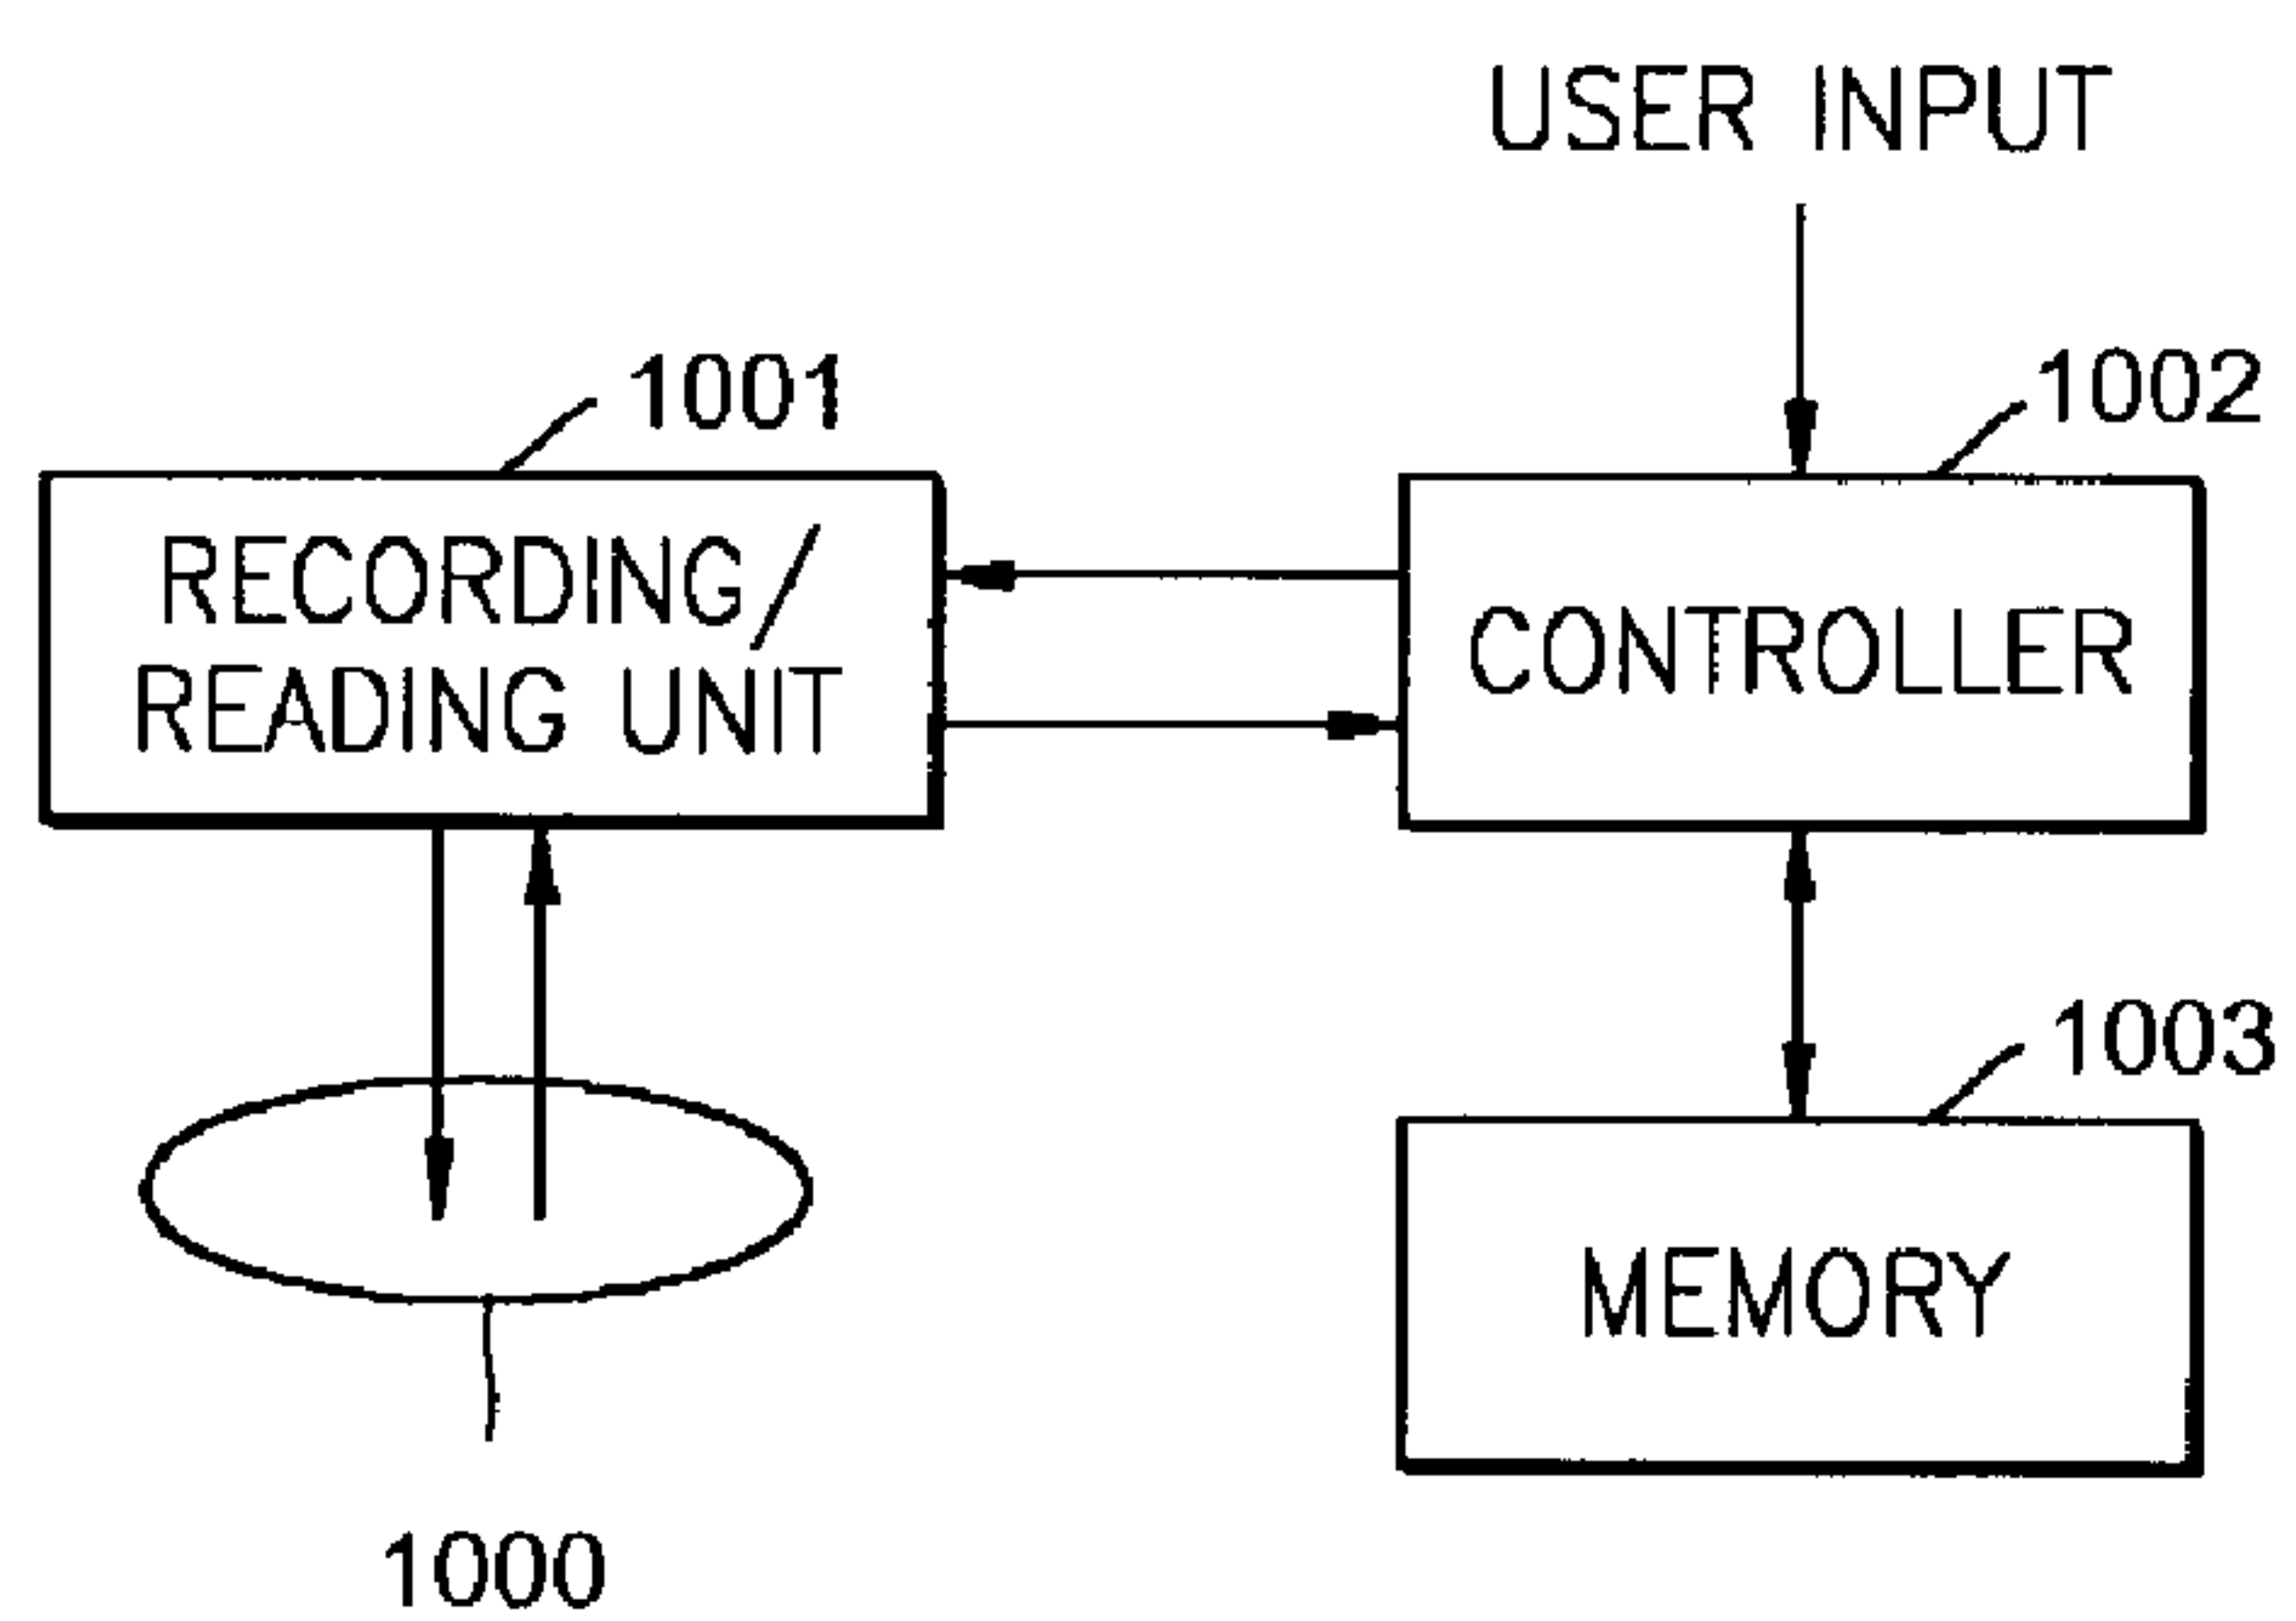 USER INPUT
1001
1002
RECORDING/
READING UNIT
CONTROLLER
1003
MEMORY
1000